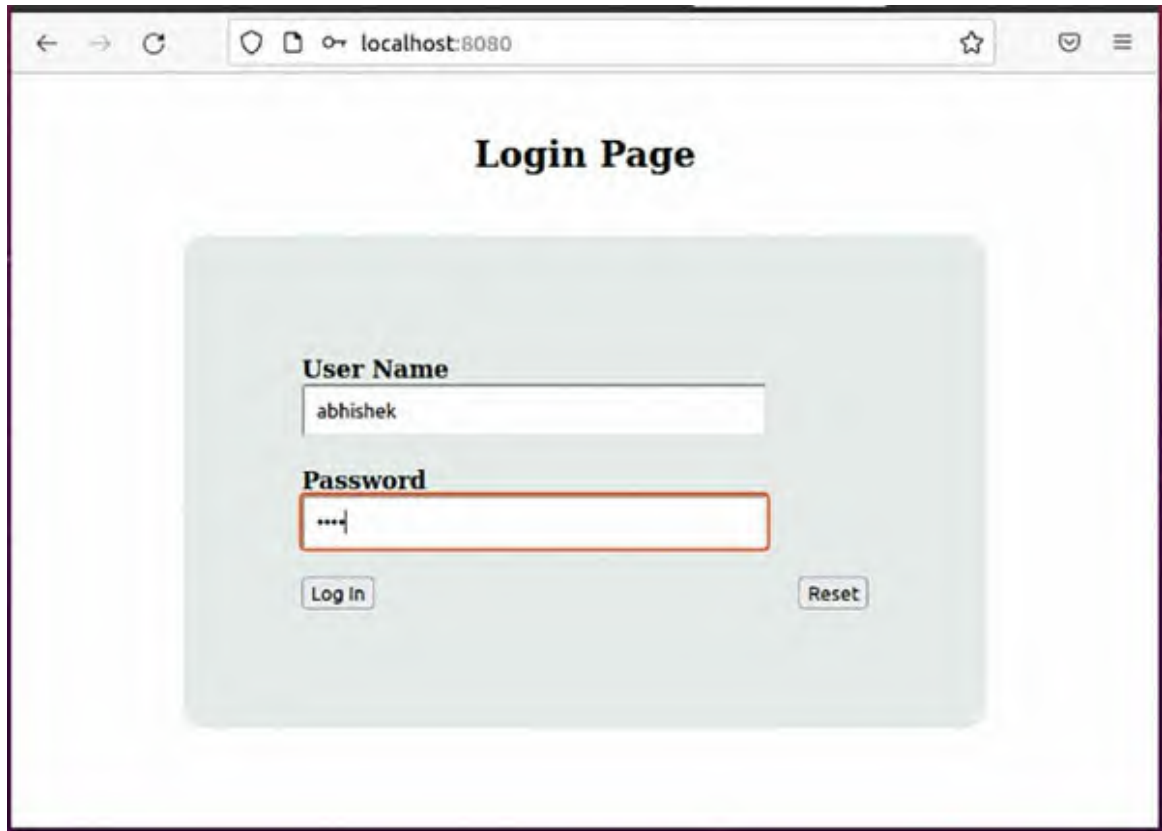 localhost:8080
Login Page
User Name
abhishek
Password
••••
Log In
Reset